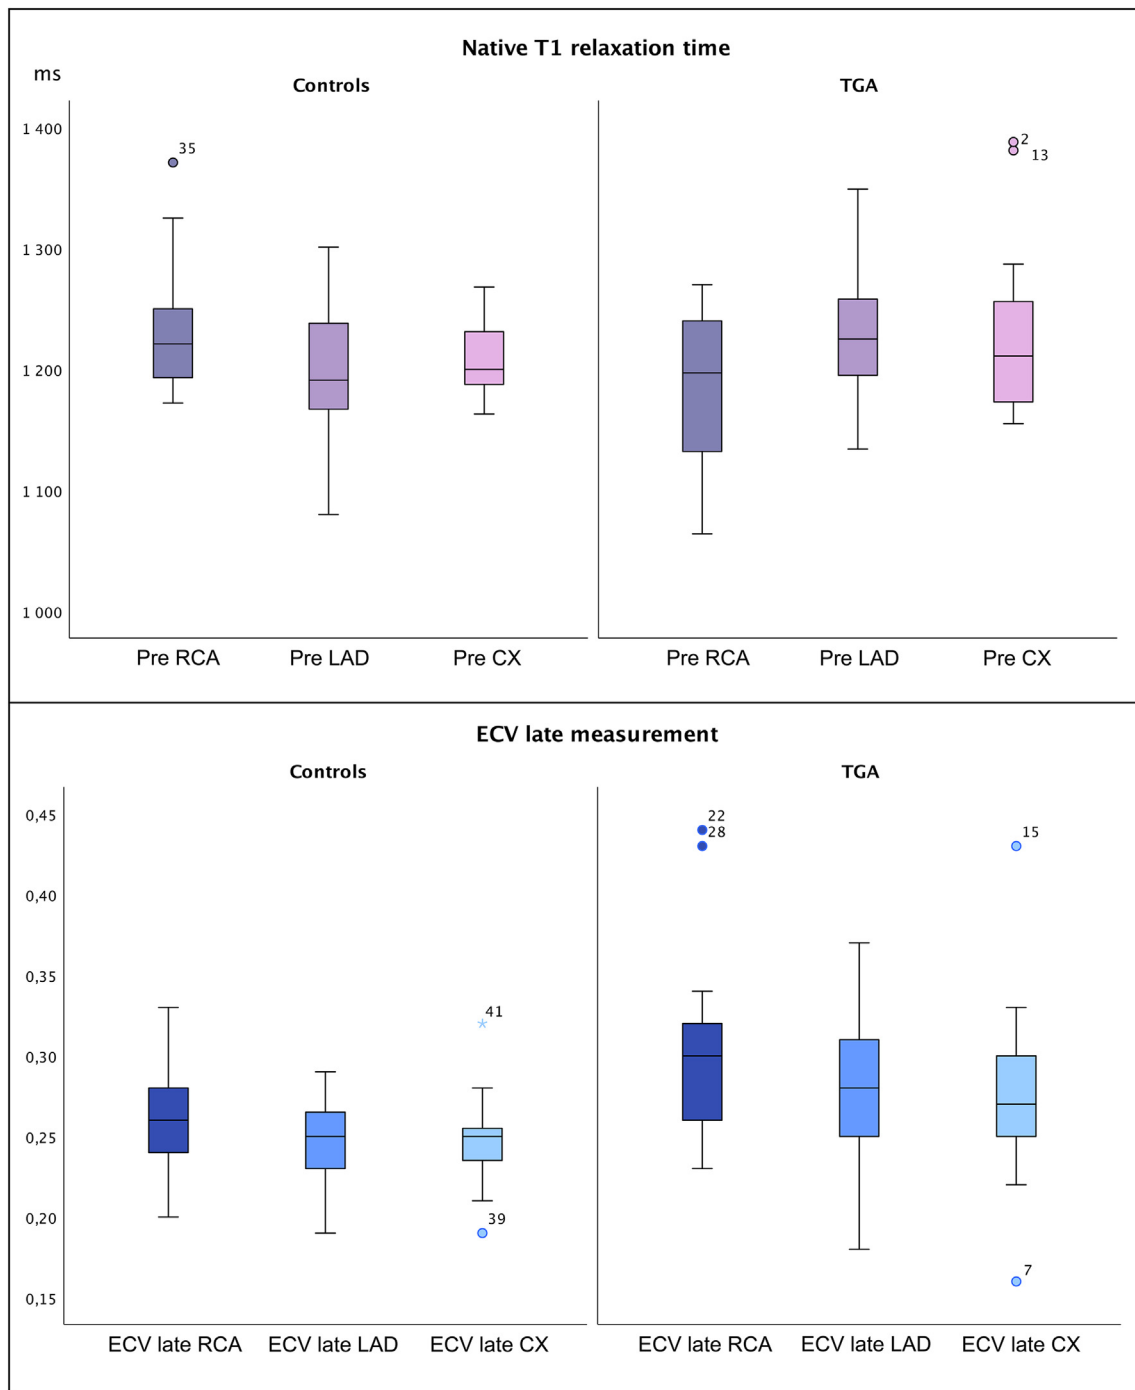 Native T1 relaxation time
ms
Controls
TGA
1 400
1 300
1 200
1 100
1 000
35
2
13
Pre RCA
Pre LAD
Pre CX
Pre RCA
Pre LAD
Pre CX
ECV late measurement
Controls
TGA
0,45
0,40
0,35
0,30
0,25
0,20
0,15
41
39
22
28
15
7
ECV late RCA
ECV late LAD
ECV late CX
ECV late RCA
ECV late LAD
ECV late CX